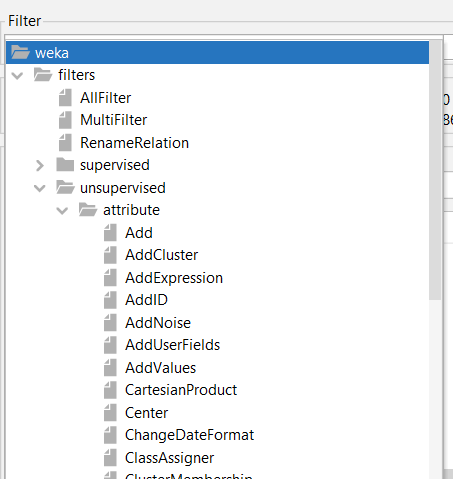 Filter
weka
filters
AllFilter
MultiFilter
RenameRelation
supervised
unsupervised
attribute
Add
AddCluster
AddExpression
AddID
AddNoise
AddUserFields
AddValues
CartesianProduct
Center
ChangeDateFormat
ClassAssigner
ClusterMembership